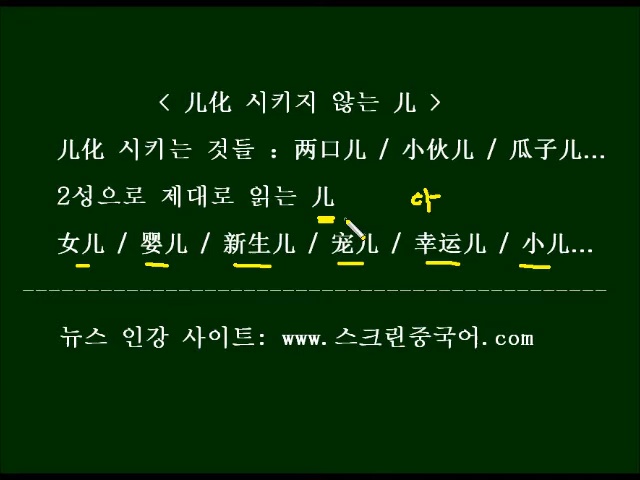 < 儿化 시키지 않는 儿 >
儿化 시키는 것들 : 两口儿 / 小伙儿 / 瓜子儿...
2성으로 제대로 읽는 儿 아
女儿 / 婴儿 / 新生儿 / 宠儿 / 幸运儿 / 小儿...
뉴스 인강 사이트: www.스크린중국어.com